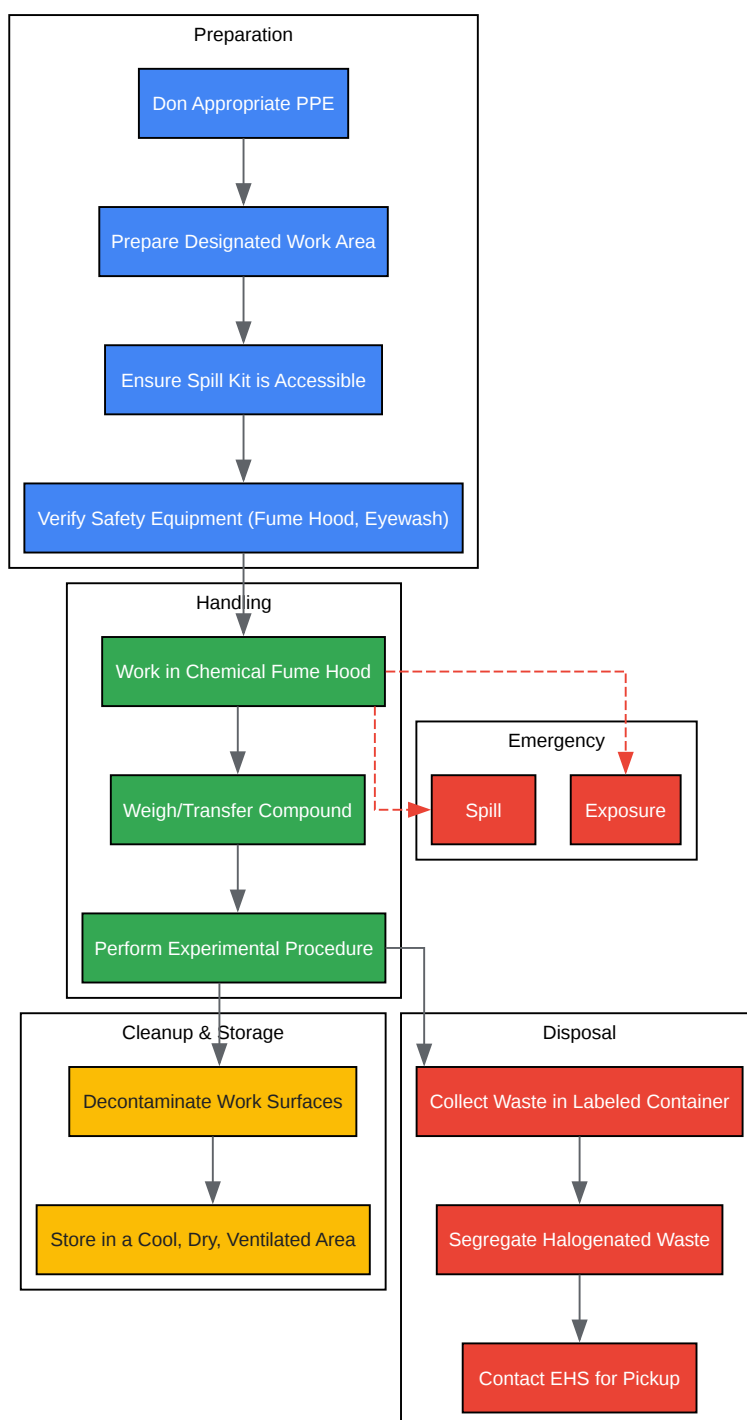 Preparation
Don Appropriate PPE
Prepare Designated Work Area
Ensure Spill Kit is Accessible
Verify Safety Equipment (Fume Hood, Eyewash)
Handling
Work in Chemical Fume Hood
Weigh/Transfer Compound
Perform Experimental Procedure
Emergency
Spill
Exposure
Cleanup & Storage
Decontaminate Work Surfaces
Store in a Cool, Dry, Ventilated Area
Disposal
Collect Waste in Labeled Container
Segregate Halogenated Waste
Contact EHS for Pickup